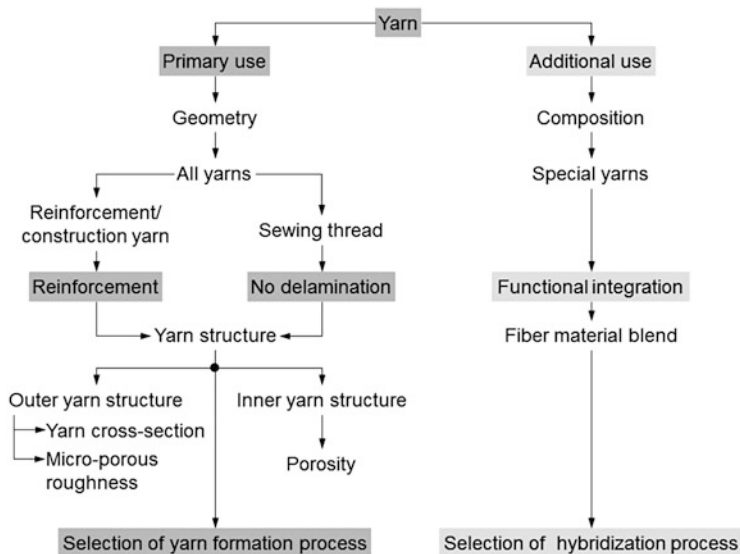 Yarn
Primary use
Additional use
Geometry
Composition
All yarns
Special yarns
Reinforcement/
construction yarn
Sewing thread
Reinforcement
No delamination
Functional integration
Yarn structure
Fiber material blend
Outer yarn structure
Inner yarn structure
Yarn cross-section
Micro-porous
roughness
Porosity
Selection of yarn formation process
Selection of hybridization process